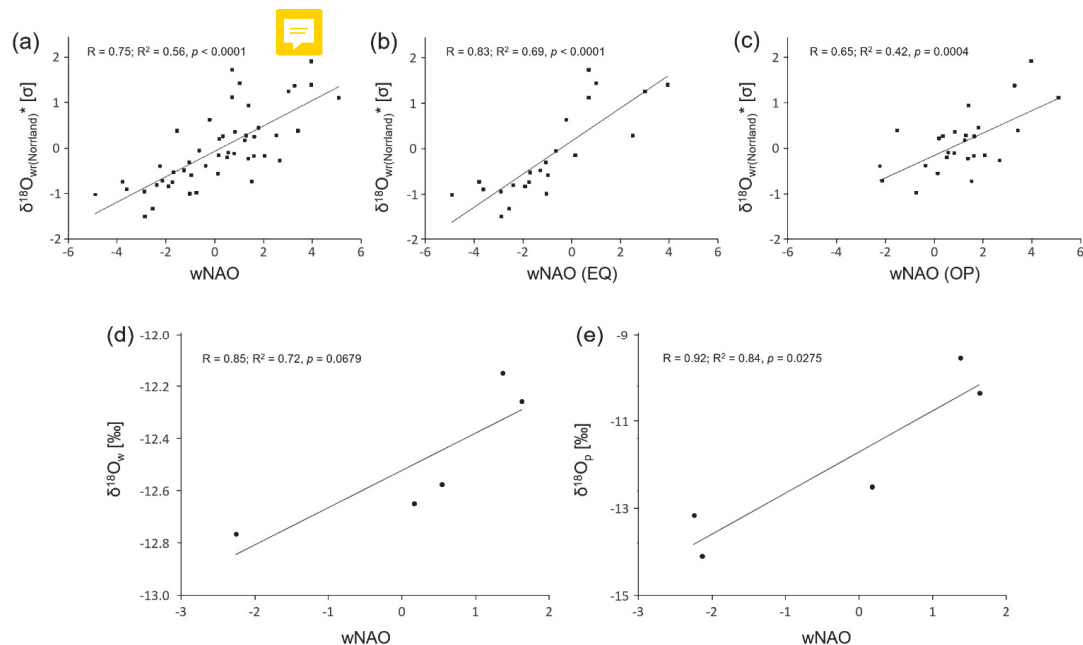 (a)
R = 0.75; R² = 0.56, p < 0.0001
δ¹⁸Owr(Norrland)* [σ]
2
1
0
-1
-2
-6
-4
-2
0
2
4
6
wNAO
(b)
R = 0.83; R² = 0.69, p < 0.0001
δ¹⁸Owr(Norrland)* [σ]
2
1
0
-1
-2
-6
-4
-2
0
2
4
6
wNAO (EQ)
(c)
R = 0.65; R² = 0.42, p = 0.0004
δ¹⁸Owr(Norrland)* [σ]
2
1
0
-1
-2
-6
-4
-2
0
2
4
6
wNAO (OP)
(d)
R = 0.85; R² = 0.72, p = 0.0679
δ¹⁸Ow [‰]
-12.0
-12.2
-12.4
-12.6
-12.8
-13.0
-3
-2
0
1
2
wNAO
(e)
R = 0.92; R² = 0.84, p = 0.0275
δ¹⁸Op [‰]
-9
-11
-13
-15
-3
-2
0
1
2
wNAO